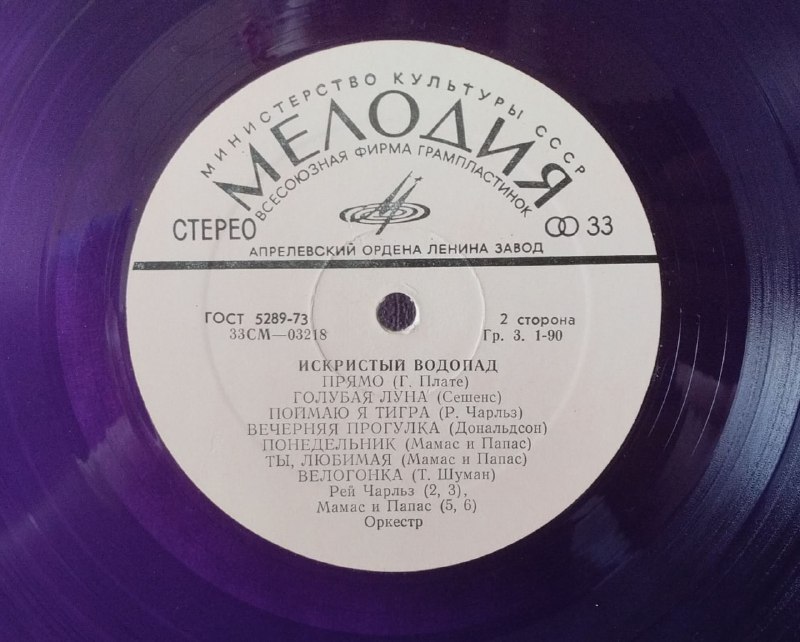 МИНИСТЕРСТВО КУЛЬТУРЫ СССР
МЕЛОДИЯ
ВСЕСОЮЗНАЯ ФИРМА ГРАМПЛАСТИНОК
СТЕРЕО
33
АПРЕЛЕВСКИЙ ОРДЕНА ЛЕНИНА ЗАВОД
ГОСТ 5289-73
33СМ—03218
2 сторона
Гр. 3. 1-90
ИСКРИСТЫЙ ВОДОПАД
ПРЯМО (Г. Плате)
ГОЛУБАЯ ЛУНА (Сешенс)
ПОЙМАЮ Я ТИГРА (Р. Чарльз)
ВЕЧЕРНЯЯ ПРОГУЛКА (Дональдсон)
ПОНЕДЕЛЬНИК (Мамас и Папас)
ТЫ, ЛЮБИМАЯ (Мамас и Папас)
ВЕЛОГОНКА (Т. Шуман)
Рей Чарльз (2, 3),
Мамас и Папас (5, 6)
Оркестр